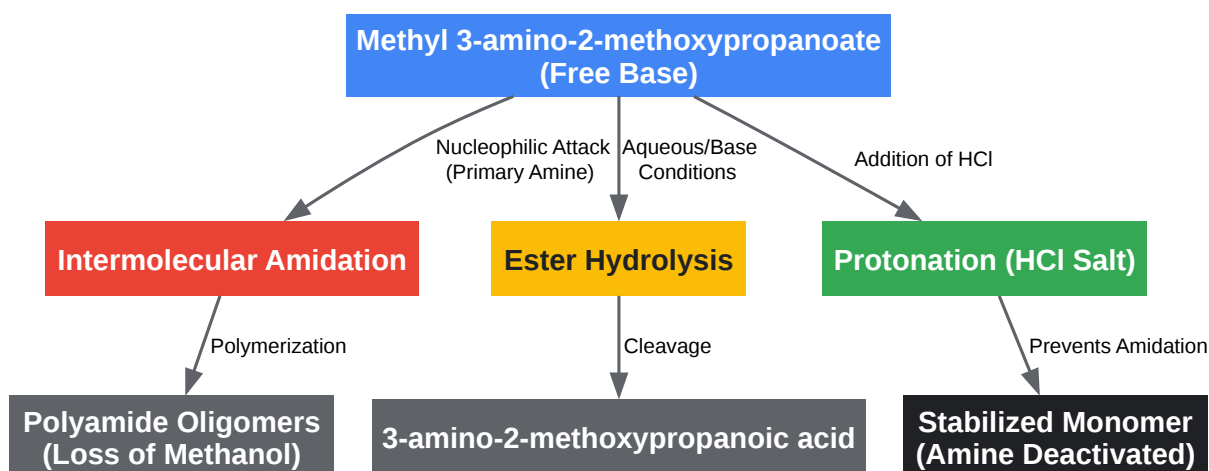 Methyl 3-amino-2-methoxypropanoate
(Free Base)
Nucleophilic Attack
(Primary Amine)
Aqueous/Base
Conditions
Addition of HCl
Intermolecular Amidation
Ester Hydrolysis
Protonation (HCl Salt)
Polymerization
Cleavage
Prevents Amidation
Polyamide Oligomers
(Loss of Methanol)
3-amino-2-methoxypropanoic acid
Stabilized Monomer
(Amine Deactivated)